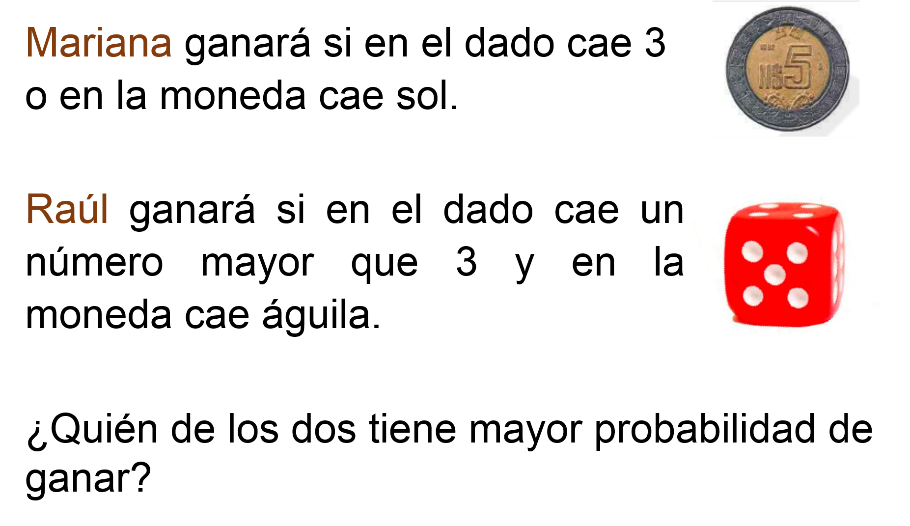 Mariana ganará si en el dado cae 3
o en la moneda cae sol.
N$5
Raúl ganará si en el dado cae un
número mayor que 3 y en la
moneda cae águila.
¿Quién de los dos tiene mayor probabilidad de
ganar?